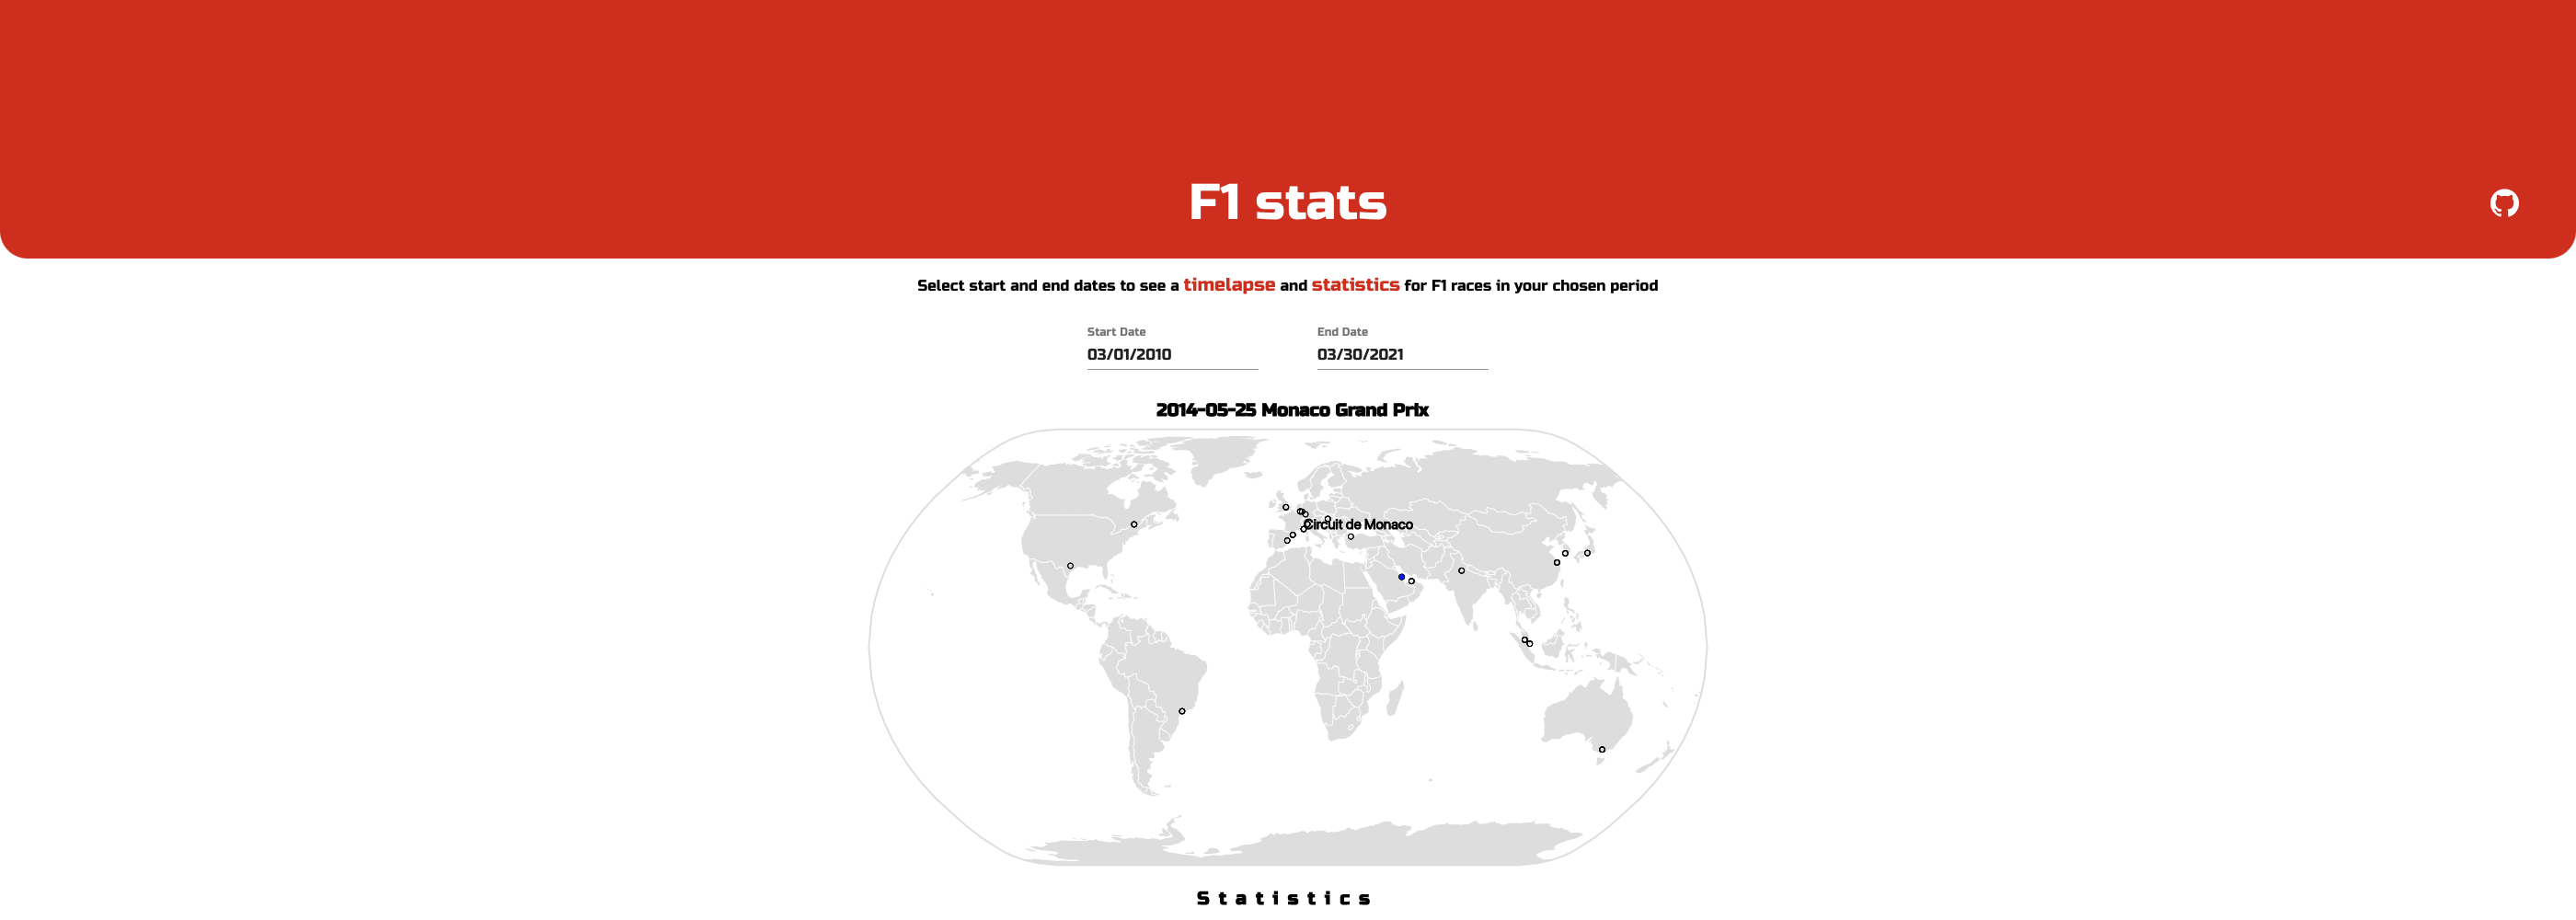 F1 stats
Select start and end dates to see a timelapse and statistics for F1 races in your chosen period
Start Date
03/01/2010
End Date
03/30/2021
2014-05-25 Monaco Grand Prix
Circuit de Monaco
Statistics